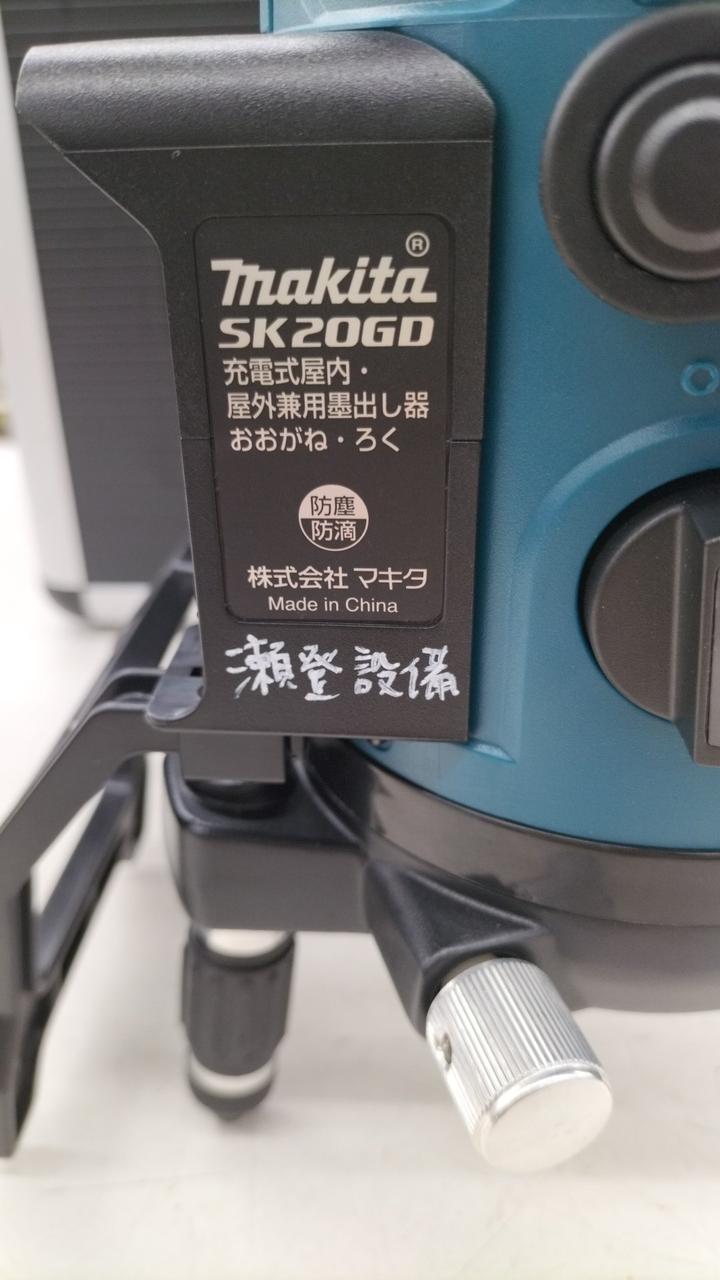 makita®
SK20GD
充電式屋内・
屋外兼用墨出し器
おおがね・ろく
防塵
防滴
株式会社 マキタ
Made in China
瀬登設備